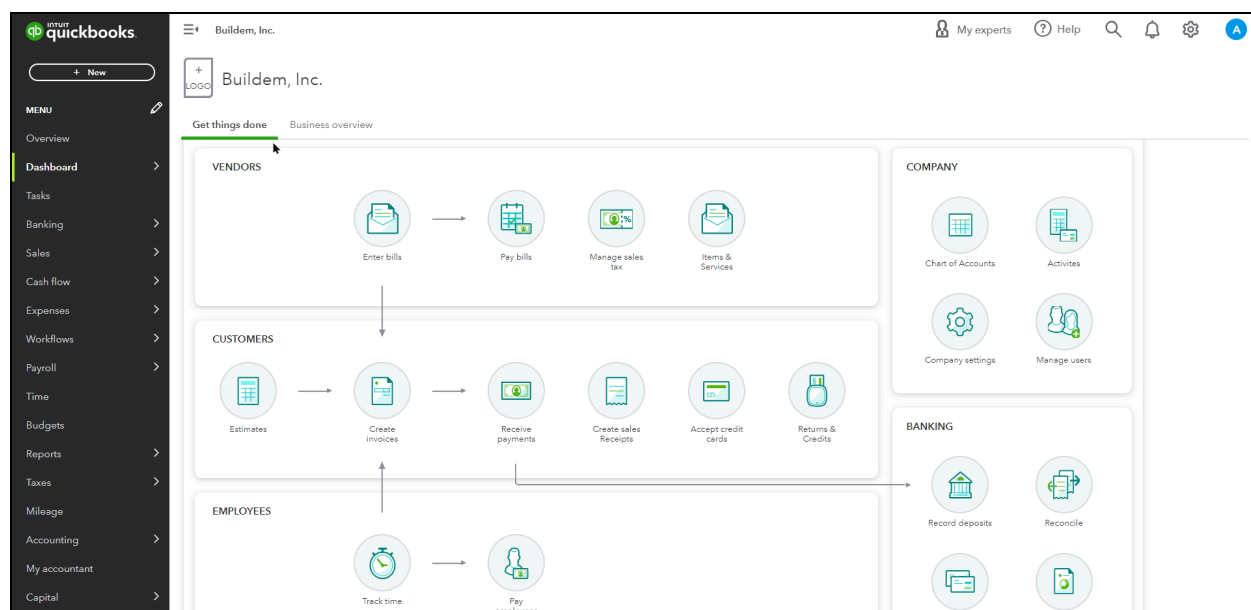 INTUIT
quickbooks.
Buildem, Inc.
My experts
Help
A
+ New
+
LOGO
Buildem, Inc.
MENU
Get things done
Business overview
Overview
Dashboard
Tasks
Banking
Sales
Cash flow
Expenses
Workflows
Payroll
Time
Budgets
Reports
Taxes
Mileage
Accounting
My accountant
Capital
VENDORS
Enter bills
Pay bills
Manage sales
tax
Items &
Services
CUSTOMERS
Estimates
Create
invoices
Receive
payments
Create sales
Receipts
Accept credit
cards
Returns &
Credits
EMPLOYEES
Track time
Pay
COMPANY
Chart of Accounts
Activites
Company settings
Manage users
BANKING
Record deposits
Reconcile